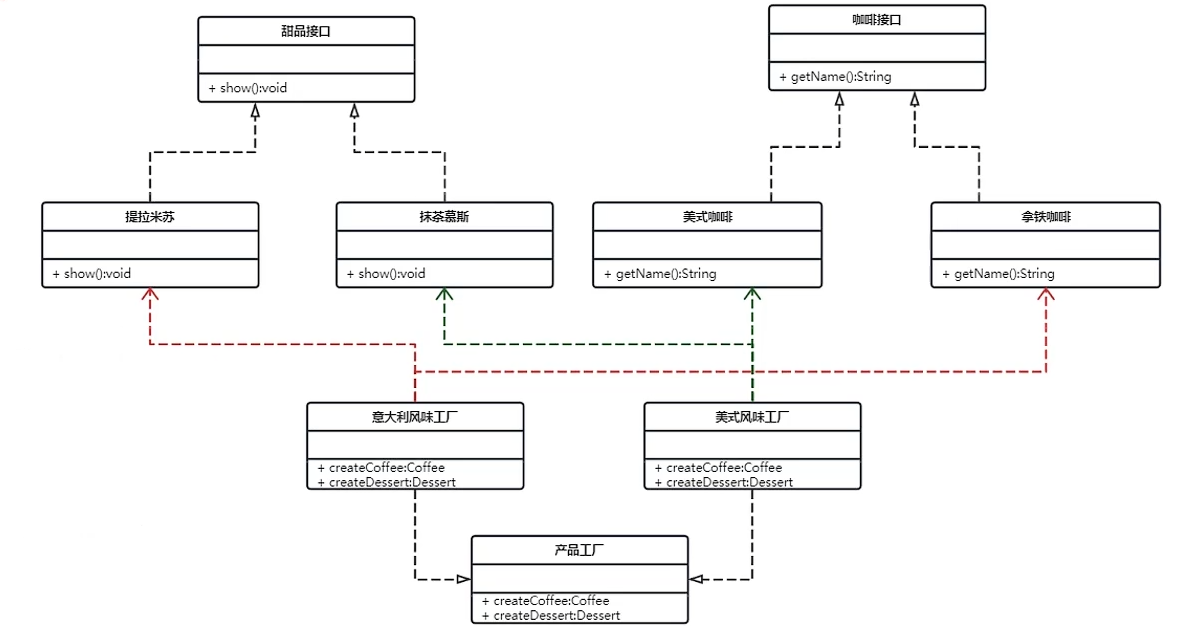 甜品接口
+ show():void
咖啡接口
+ getName():String
提拉米苏
+ show():void
抹茶慕斯
+ show():void
美式咖啡
+ getName():String
拿铁咖啡
+ getName():String
意大利风味工厂
+ createCoffee:Coffee
+ createDessert:Dessert
美式风味工厂
+ createCoffee:Coffee
+ createDessert:Dessert
产品工厂
+ createCoffee:Coffee
+ createDessert:Dessert